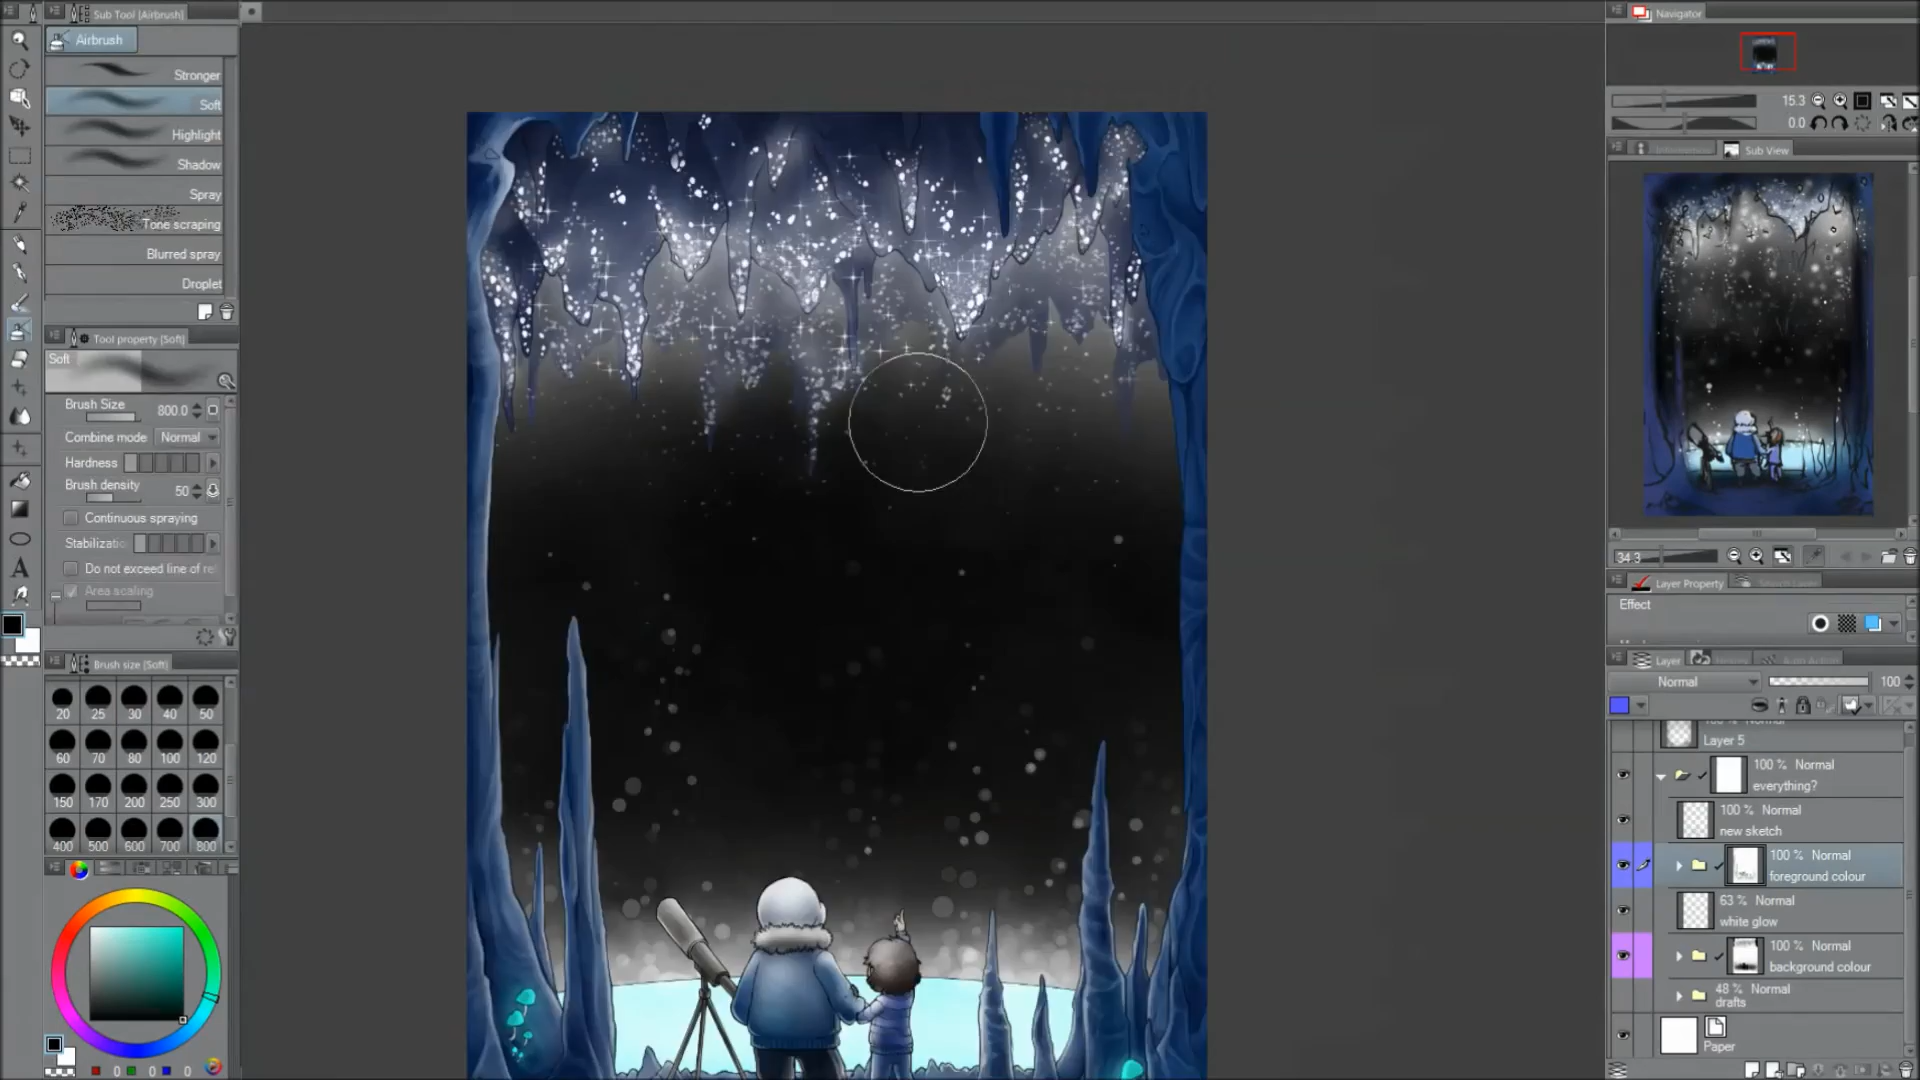 Sub Tool [Airbrush]
Airbrush
Stronger
Soft
Highlight
Shadow
Spray
Tone scraping
Blurred spray
Droplet
Tool property [Soft]
Soft
Brush Size 800.0
Combine mode Normal
Hardness
Brush density 50
Continuous spraying
Stabilizatio
Do not exceed line of re
Area scaling
Brush size [Soft]
20 25 30 40 50
60 70 80 100 120
150 170 200 250 300
400 500 600 700 800
0 0 0
Navigator
15.3
0.0
Sub View
34.3
Layer Property
Effect
Layer
Normal 100
Layer 5
100 % Normal
everything?
100 % Normal
new sketch
100 % Normal
foreground colour
63 % Normal
white glow
100 % Normal
background colour
48 % Normal
drafts
Paper